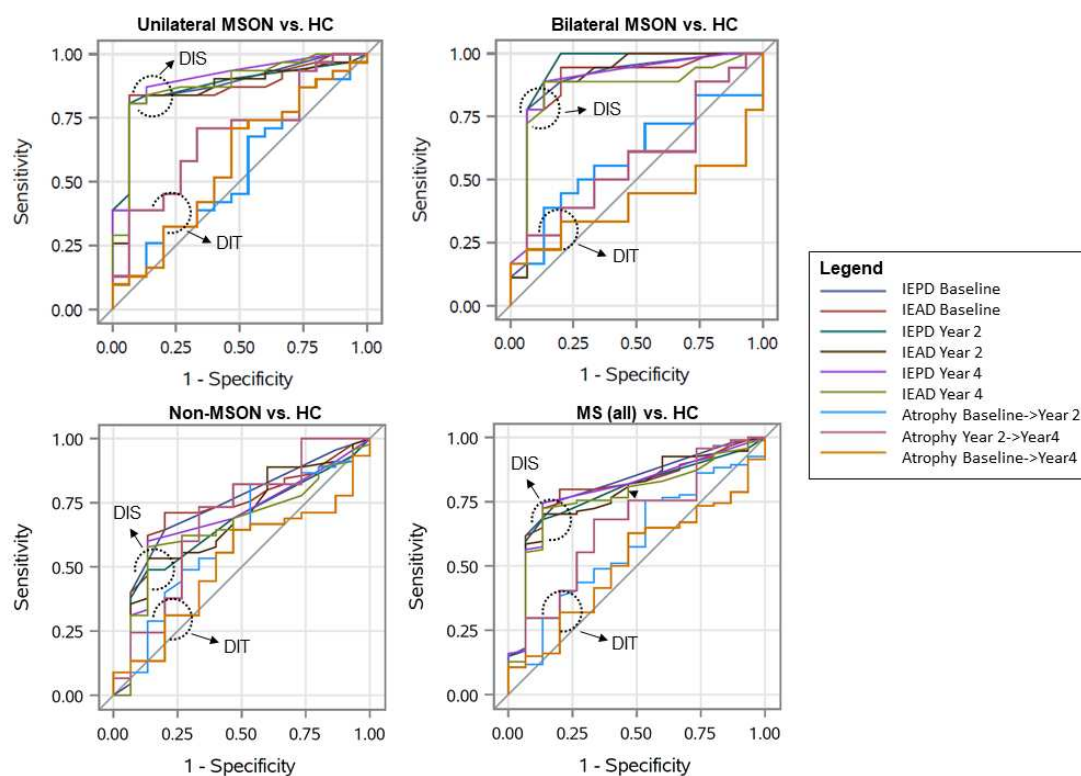 Unilateral MSON vs. HC
1.00
0.75
0.50
0.25
0.00
Sensitivity
DIS
DIT
0.00 0.25 0.50 0.75 1.00
1 - Specificity
Bilateral MSON vs. HC
1.00
0.75
0.50
0.25
0.00
Sensitivity
DIS
DIT
0.00 0.25 0.50 0.75 1.00
1 - Specificity
Non-MSON vs. HC
1.00
0.75
0.50
0.25
0.00
Sensitivity
DIS
DIT
0.00 0.25 0.50 0.75 1.00
1 - Specificity
MS (all) vs. HC
1.00
0.75
0.50
0.25
0.00
Sensitivity
DIS
DIT
0.00 0.25 0.50 0.75 1.00
1 - Specificity
Legend
IEPD Baseline
IEAD Baseline
IEPD Year 2
IEAD Year 2
IEPD Year 4
IEAD Year 4
Atrophy Baseline->Year 2
Atrophy Year 2->Year4
Atrophy Baseline->Year4